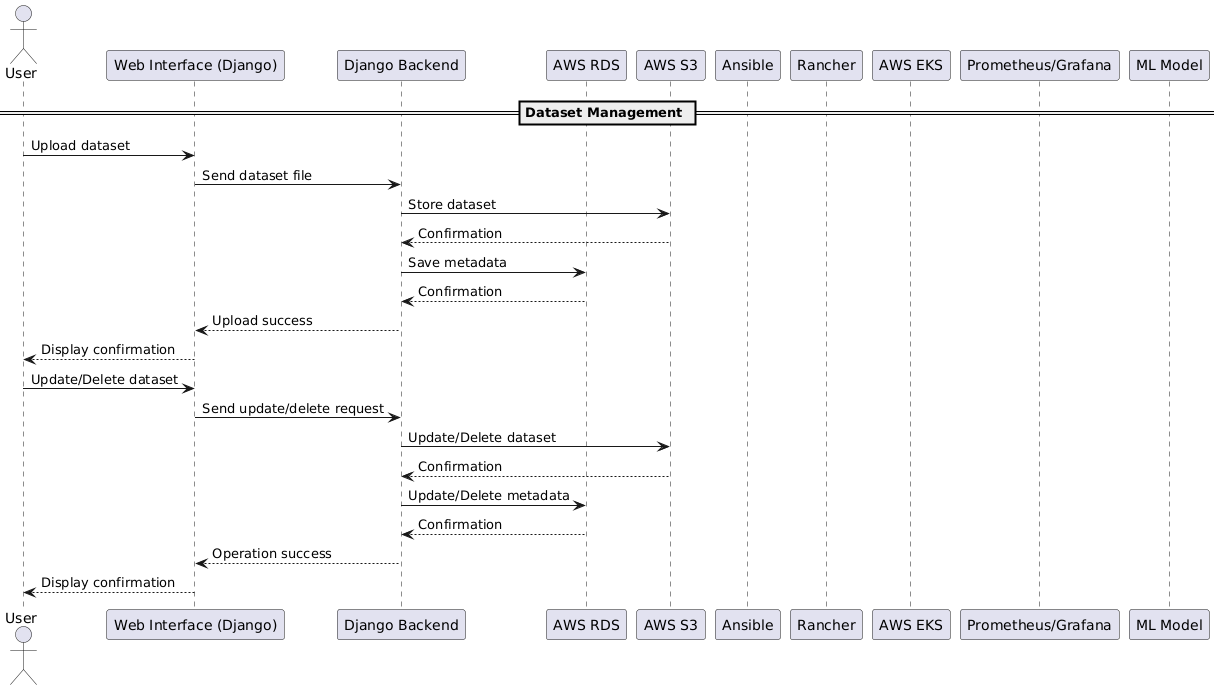 User
Web Interface (Django)
Django Backend
AWS RDS
AWS S3
Ansible
Rancher
AWS EKS
Prometheus/Grafana
ML Model
Dataset Management
Upload dataset
Send dataset file
Store dataset
Confirmation
Save metadata
Confirmation
Upload success
Display confirmation
Update/Delete dataset
Send update/delete request
Update/Delete dataset
Confirmation
Update/Delete metadata
Confirmation
Operation success
Display confirmation
User
Web Interface (Django)
Django Backend
AWS RDS
AWS S3
Ansible
Rancher
AWS EKS
Prometheus/Grafana
ML Model